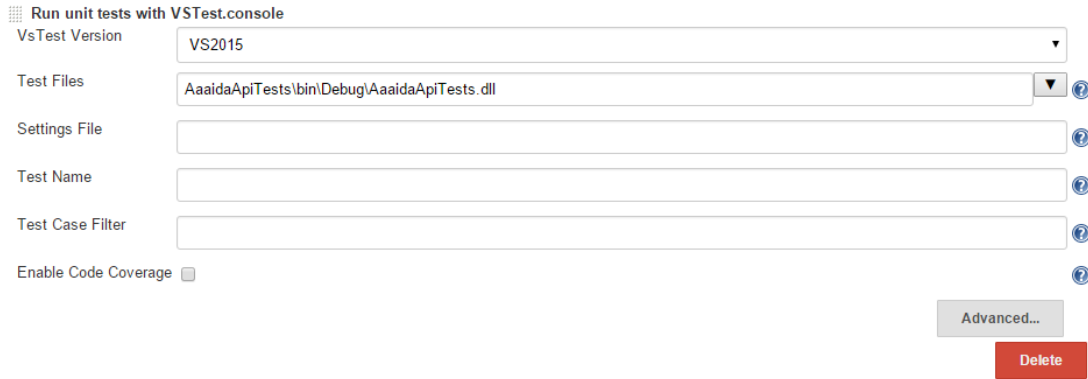 Run unit tests with VSTest.console
VsTest Version
VS2015
Test Files
AaaidaApiTests\bin\Debug\AaaidaApiTests.dll
Settings File
Test Name
Test Case Filter
Enable Code Coverage
Advanced...
Delete